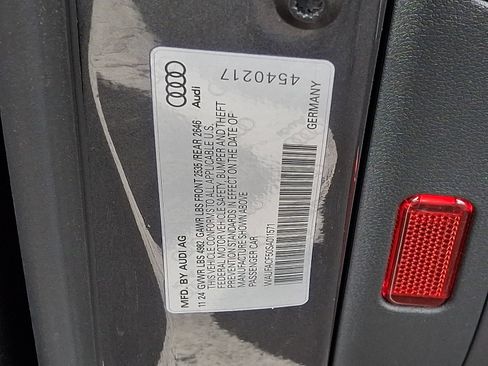 Audi
4540217
MFD. BY AUDI AG
11 24 GVWR LBS 4982 GAWR LBS FRONT 2535 /REAR 2646
THIS VEHICLE CONFORMS TO ALL APPLICABLE U.S.
FEDERAL MOTOR VEHICLE SAFETY, BUMPER AND THEFT
PREVENTION STANDARDS IN EFFECT ON THE DATE OF
MANUFACTURE SHOWN ABOVE
PASSENGER CAR
WAUFACF50SA001571
GERMANY